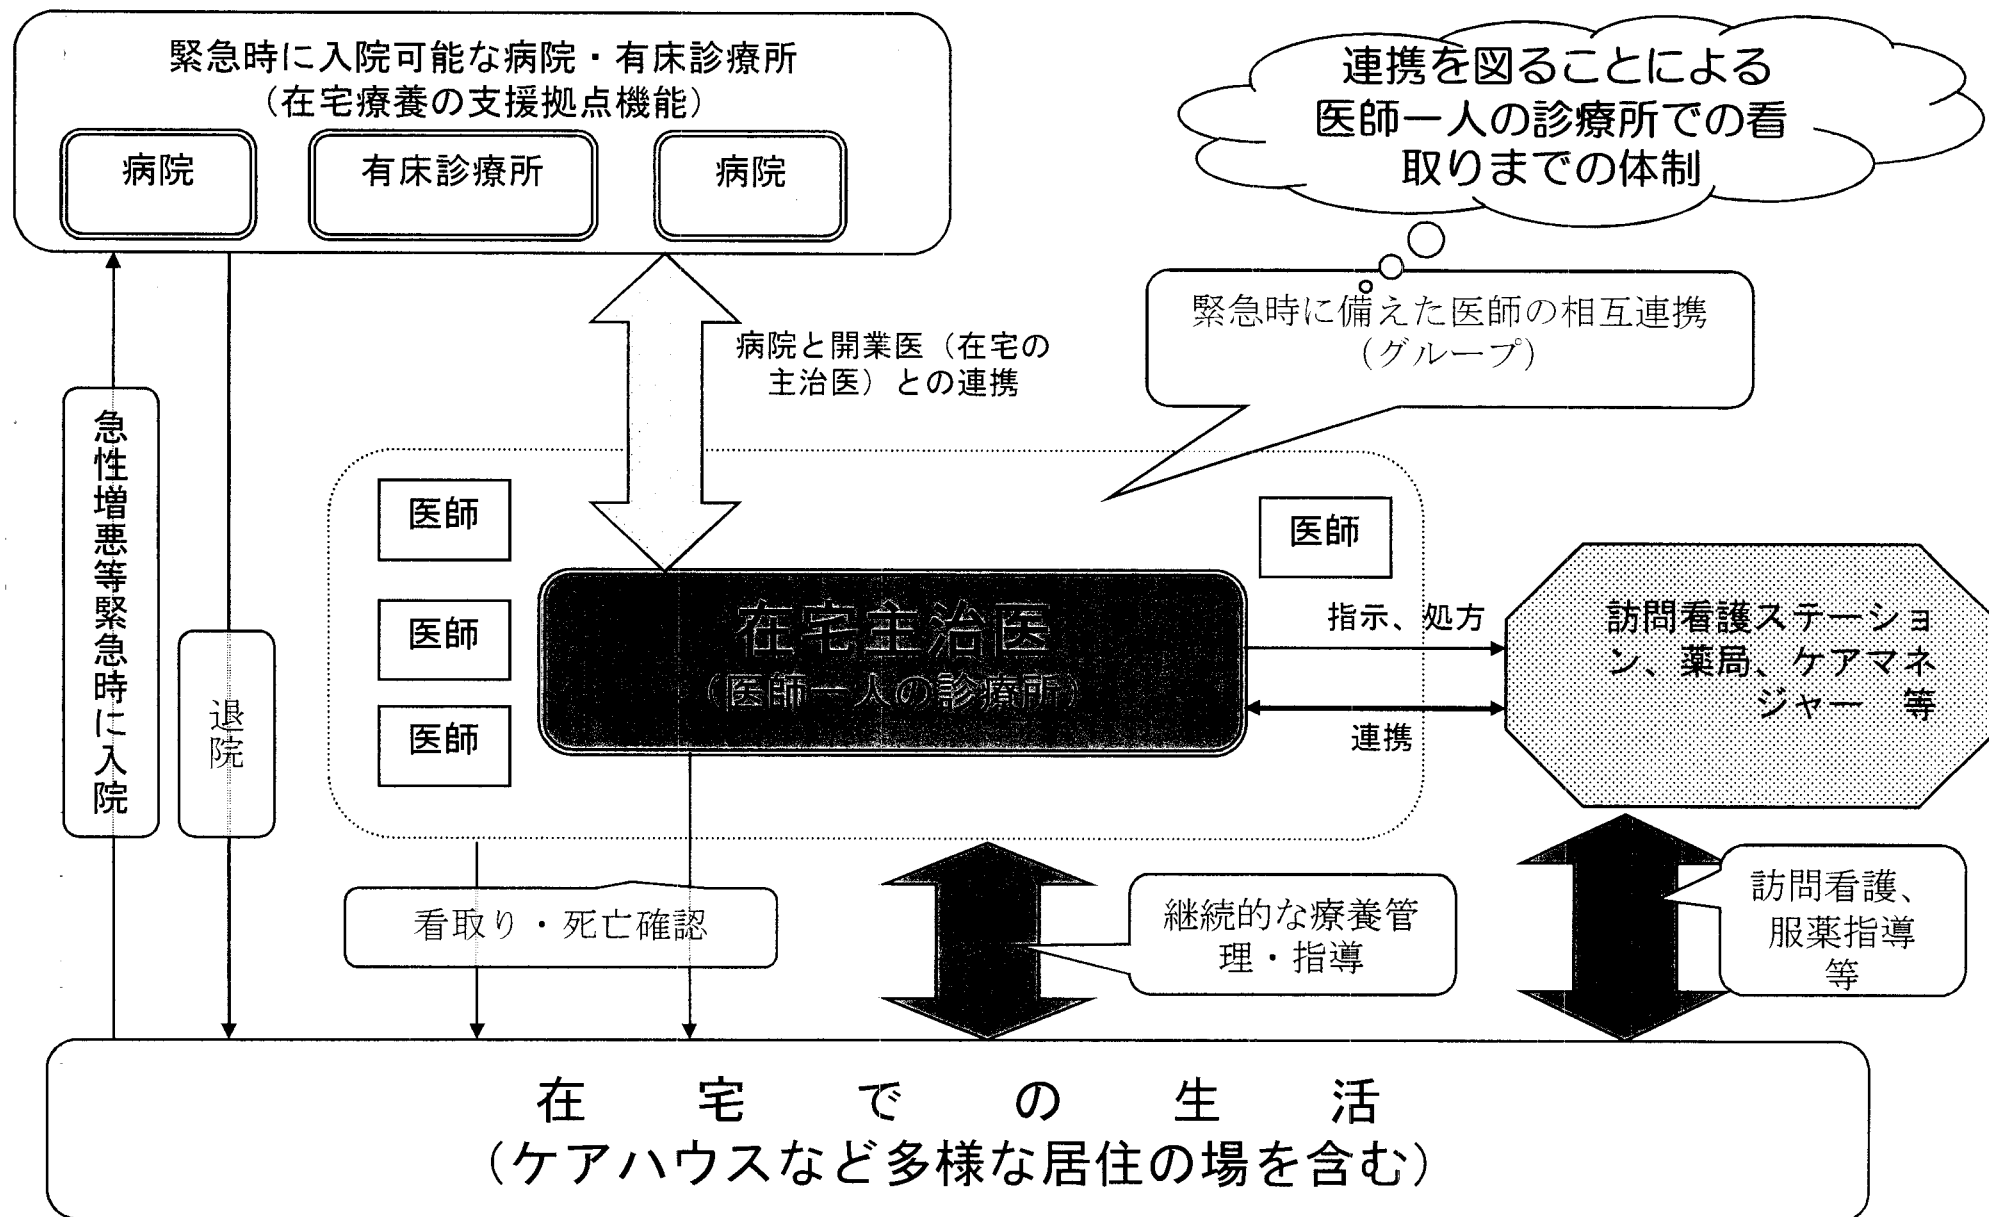 緊急時に入院可能な病院・有床診療所
（在宅療養の支援拠点機能）
病院
有床診療所
病院
連携を図ることによる
医師一人の診療所での看
取りまでの体制
緊急時に備えた医師の相互連携
（グループ）
病院と開業医（在宅の
主治医）との連携
急性増悪等緊急時に入院
退院
医師
医師
医師
医師
在宅主治医
（医師一人の診療所）
指示、処方
連携
訪問看護ステーショ
ン、薬局、ケアマネ
ジャー　等
看取り・死亡確認
継続的な療養管
理・指導
訪問看護、
服薬指導
等
在　宅　で　の　生　活
（ケアハウスなど多様な居住の場を含む）